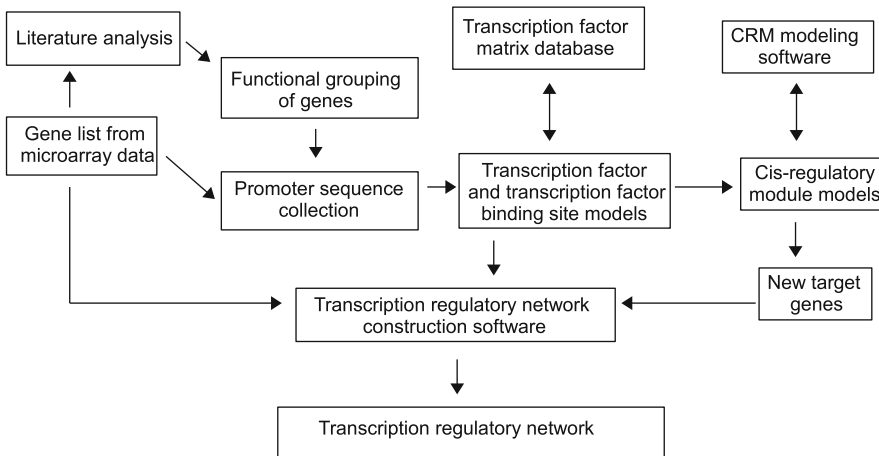 Literature analysis
Transcription factor
matrix database
CRM modeling
software
Functional grouping
of genes
Gene list from
microarray data
Promoter sequence
collection
Transcription factor
and transcription factor
binding site models
Cis-regulatory
module models
New target
genes
Transcription regulatory network
construction software
Transcription regulatory network